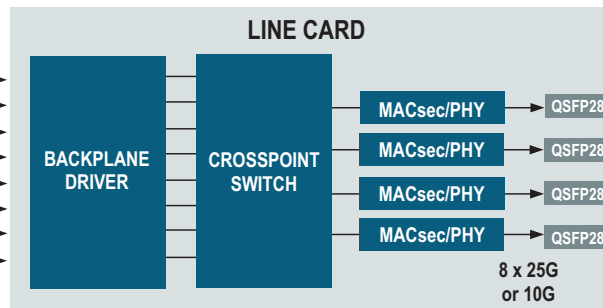 LINE CARD
BACKPLANE
DRIVER
CROSSPOINT
SWITCH
MACsec/PHY
QSFP28
MACsec/PHY
QSFP28
MACsec/PHY
QSFP28
MACsec/PHY
QSFP28
8 x 25G
or 10G